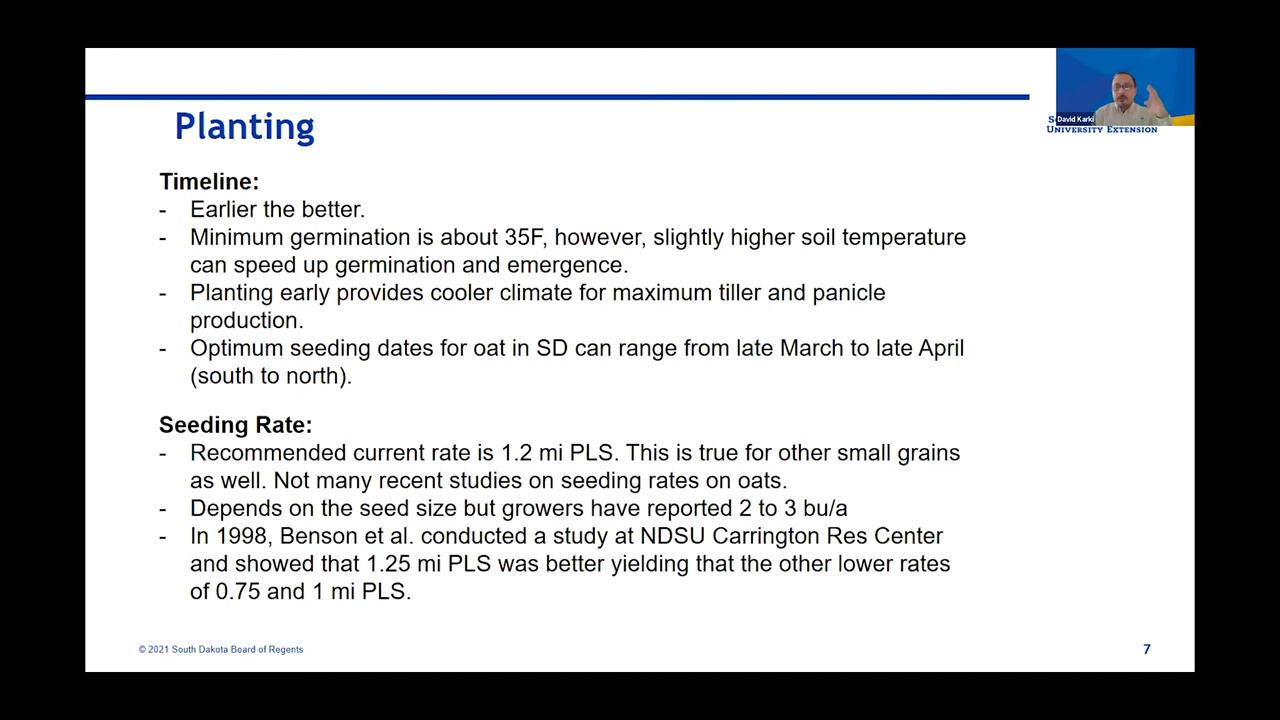 David Karki
S
UNIVERSITY EXTENSION
Planting
Timeline:
- Earlier the better.
- Minimum germination is about 35F, however, slightly higher soil temperature
can speed up germination and emergence.
- Planting early provides cooler climate for maximum tiller and panicle
production.
- Optimum seeding dates for oat in SD can range from late March to late April
(south to north).
Seeding Rate:
- Recommended current rate is 1.2 mi PLS. This is true for other small grains
as well. Not many recent studies on seeding rates on oats.
- Depends on the seed size but growers have reported 2 to 3 bu/a
- In 1998, Benson et al. conducted a study at NDSU Carrington Res Center
and showed that 1.25 mi PLS was better yielding that the other lower rates
of 0.75 and 1 mi PLS.
© 2021 South Dakota Board of Regents
7